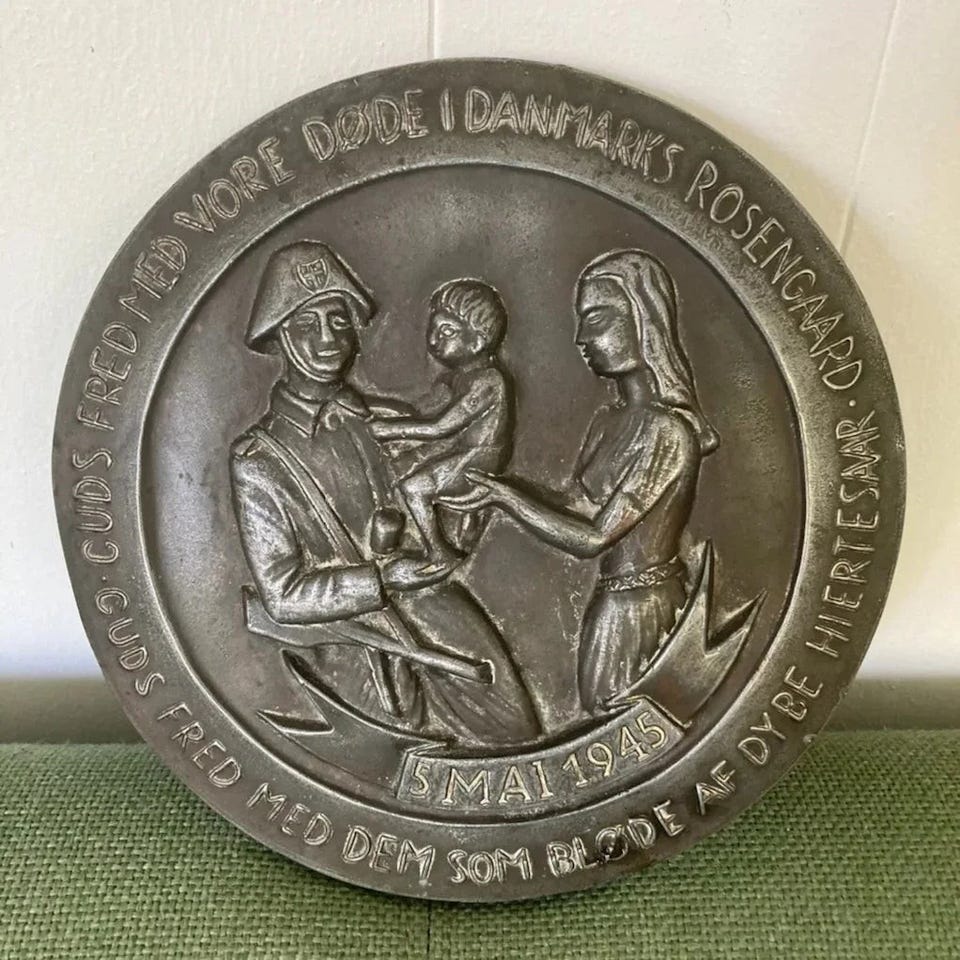 GUDS FRED MED VORE DØDE I DANMARKS ROSENGAARD ·
GUDS FRED MED DEM SOM BLØDE AF DYBE HIERTESAAR ·
5 MAI 1945